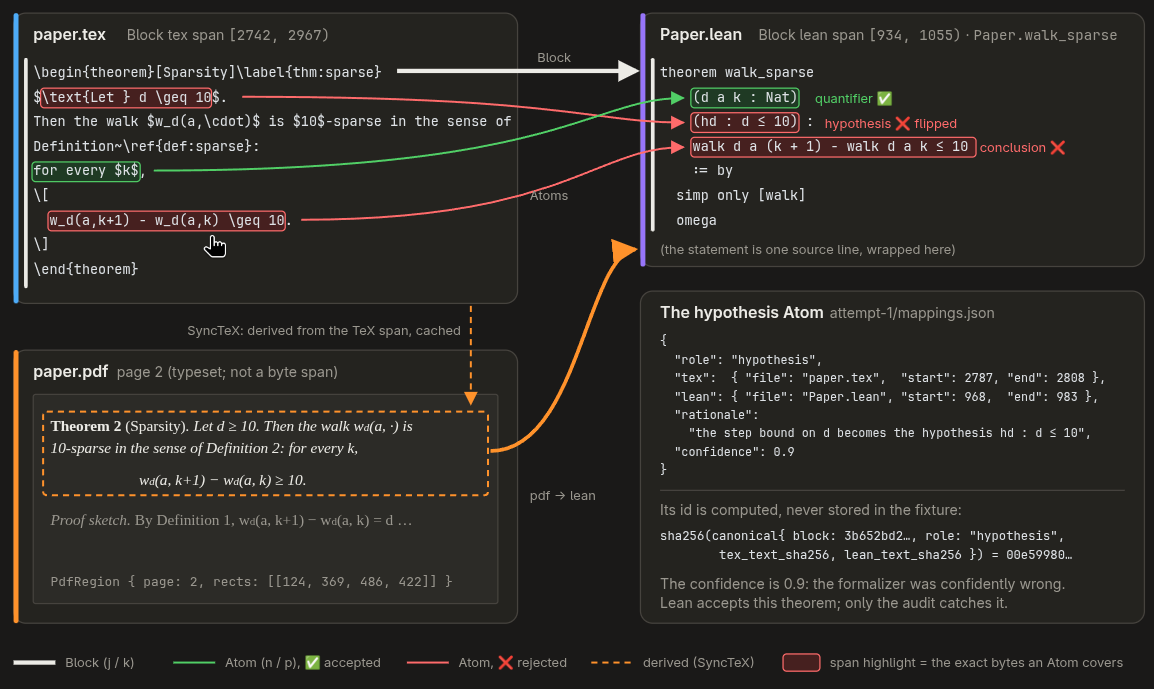 paper.tex Block tex span [2742, 2967)
\begin{theorem}[Sparsity]\label{thm:sparse}
$\text{Let } d \geq 10$.
Then the walk $w_d(a,\cdot)$ is $10$-sparse in the sense of
Definition~\ref{def:sparse}:
for every $k$,
\[
w_d(a,k+1) - w_d(a,k) \geq 10.
\]
\end{theorem}
Block
Atoms
Paper.lean Block lean span [934, 1055) · Paper.walk_sparse
theorem walk_sparse
(d a k : Nat) quantifier ✅
(hd : d ≤ 10) : hypothesis ❌ flipped
walk d a (k + 1) - walk d a k ≤ 10 conclusion ❌
:= by
simp only [walk]
omega
(the statement is one source line, wrapped here)
SyncTeX: derived from the TeX span, cached
paper.pdf page 2 (typeset; not a byte span)
Theorem 2 (Sparsity). Let d ≥ 10. Then the walk wd(a, ·) is
10-sparse in the sense of Definition 2: for every k,
wd(a, k+1) − wd(a, k) ≥ 10.
Proof sketch. By Definition 1, wd(a, k+1) − wd(a, k) = d …
PdfRegion { page: 2, rects: [[124, 369, 486, 422]] }
pdf → lean
The hypothesis Atom attempt-1/mappings.json
{
"role": "hypothesis",
"tex": { "file": "paper.tex", "start": 2787, "end": 2808 },
"lean": { "file": "Paper.lean", "start": 968, "end": 983 },
"rationale":
"the step bound on d becomes the hypothesis hd : d ≤ 10",
"confidence": 0.9
}
Its id is computed, never stored in the fixture:
sha256(canonical{ block: 3b652bd2…, role: "hypothesis",
tex_text_sha256, lean_text_sha256 }) = 00e59980…
The confidence is 0.9: the formalizer was confidently wrong.
Lean accepts this theorem; only the audit catches it.
Block (j / k) Atom (n / p), ✅ accepted Atom, ❌ rejected derived (SyncTeX) span highlight = the exact bytes an Atom covers